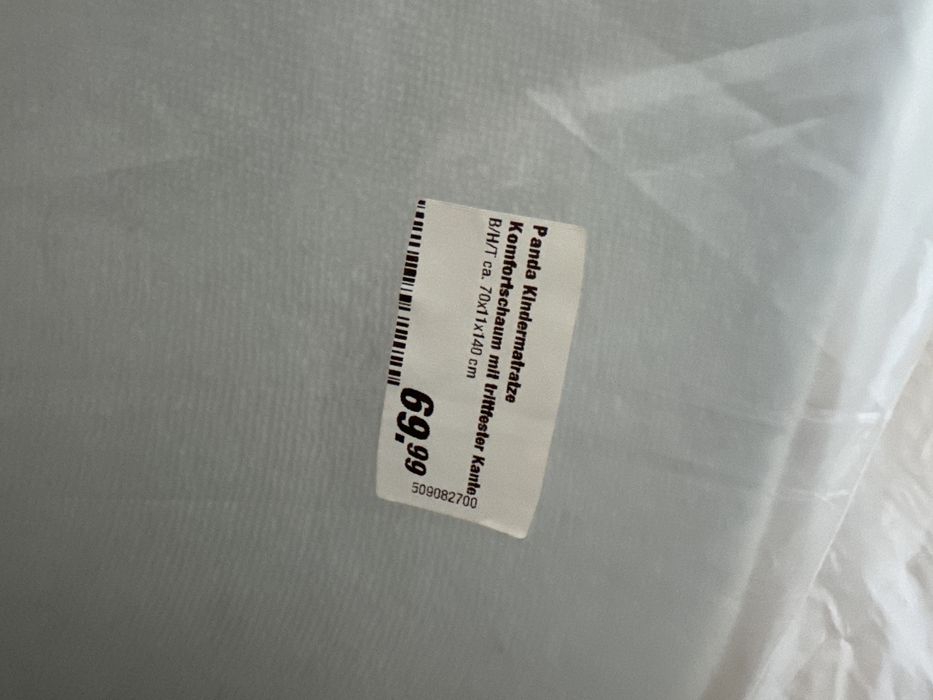 Panda Kindermatratze
Komfortschaum mit trittfester Kante
B/H/T ca. 70x11x140 cm
69,99
509082700